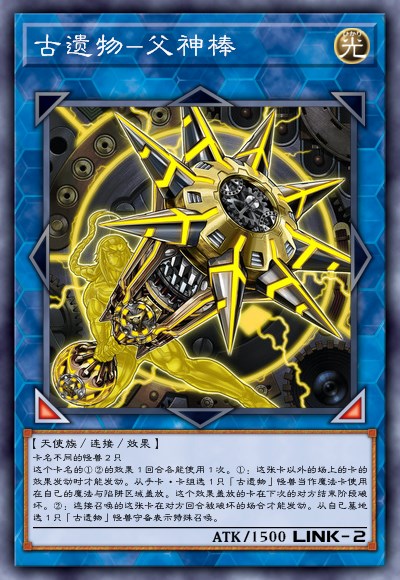 古遗物-父神棒
ひかり
光
【天使族／连接／效果】
卡名不同的怪兽２只
这个卡名的①②的效果１回合各能使用１次。①：这张卡以外的场上的卡的
效果发动时才能发动。从手卡·卡组选１只「古遗物」怪兽当作魔法卡使用
在自己的魔法与陷阱区域盖放。这个效果盖放的卡在下次的对方结束阶段破
坏。②：连接召唤的这张卡在对方回合被破坏的场合才能发动。从自己墓地
选１只「古遗物」怪兽守备表示特殊召唤。
ATK/1500 LINK-2